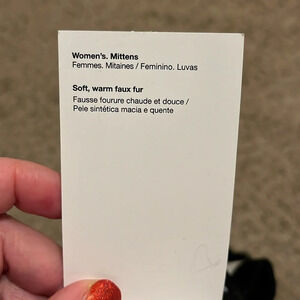 Women's. Mittens
Femmes. Mitaines / Feminino. Luvas
Soft, warm faux fur
Fausse fourure chaude et douce /
Pele sintética macia e quente